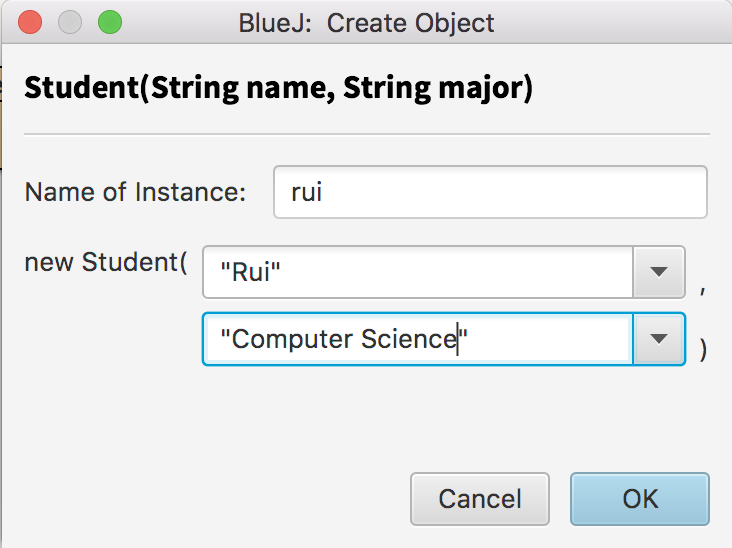 BlueJ: Create Object
Student(String name, String major)
Name of Instance: rui
new Student( "Rui" ,
"Computer Science" )
Cancel OK